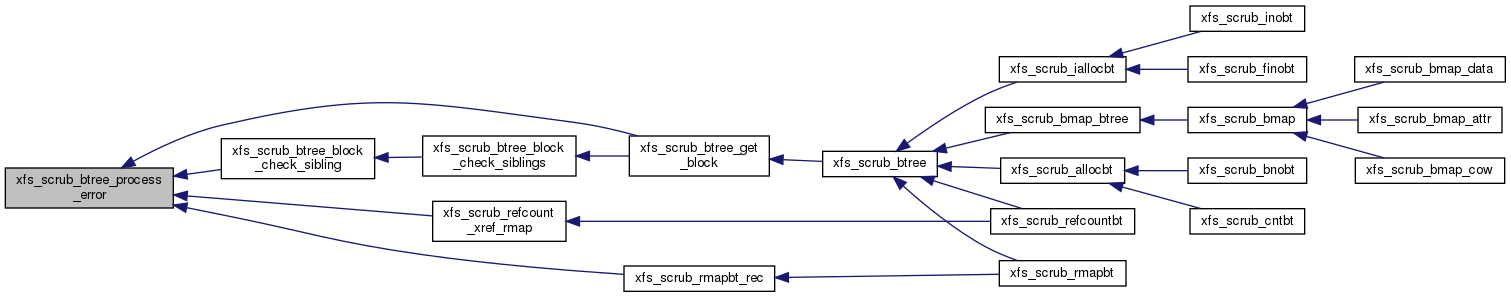 xfs_scrub_btree_process
_error
xfs_scrub_btree_block
_check_sibling
xfs_scrub_refcount
_xref_rmap
xfs_scrub_btree_block
_check_siblings
xfs_scrub_rmapbt_rec
xfs_scrub_btree_get
_block
xfs_scrub_btree
xfs_scrub_iallocbt
xfs_scrub_bmap_btree
xfs_scrub_allocbt
xfs_scrub_refcountbt
xfs_scrub_rmapbt
xfs_scrub_inobt
xfs_scrub_finobt
xfs_scrub_bmap
xfs_scrub_bnobt
xfs_scrub_cntbt
xfs_scrub_bmap_data
xfs_scrub_bmap_attr
xfs_scrub_bmap_cow